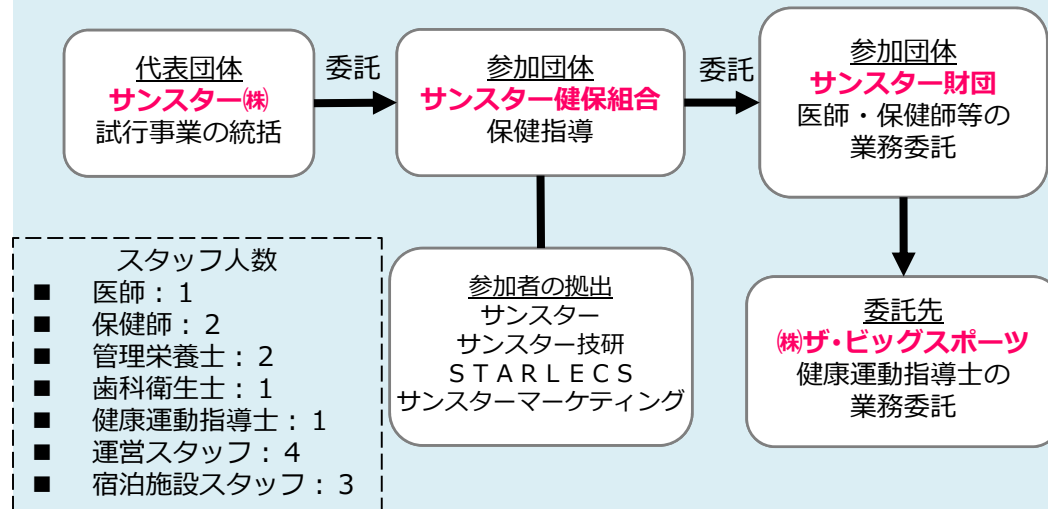 代表団体
サンスター㈱
試行事業の統括
委託
参加団体
サンスター健保組合
保健指導
委託
参加団体
サンスター財団
医師・保健師等の
業務委託
スタッフ人数
■ 医師：1
■ 保健師：2
■ 管理栄養士：2
■ 歯科衛生士：1
■ 健康運動指導士：1
■ 運営スタッフ：4
■ 宿泊施設スタッフ：3
参加者の拠出
サンスター
サンスター技研
ＳＴＡＲＬＥＣＳ
サンスターマーケティング
委託先
㈱ザ・ビッグスポーツ
健康運動指導士の
業務委託